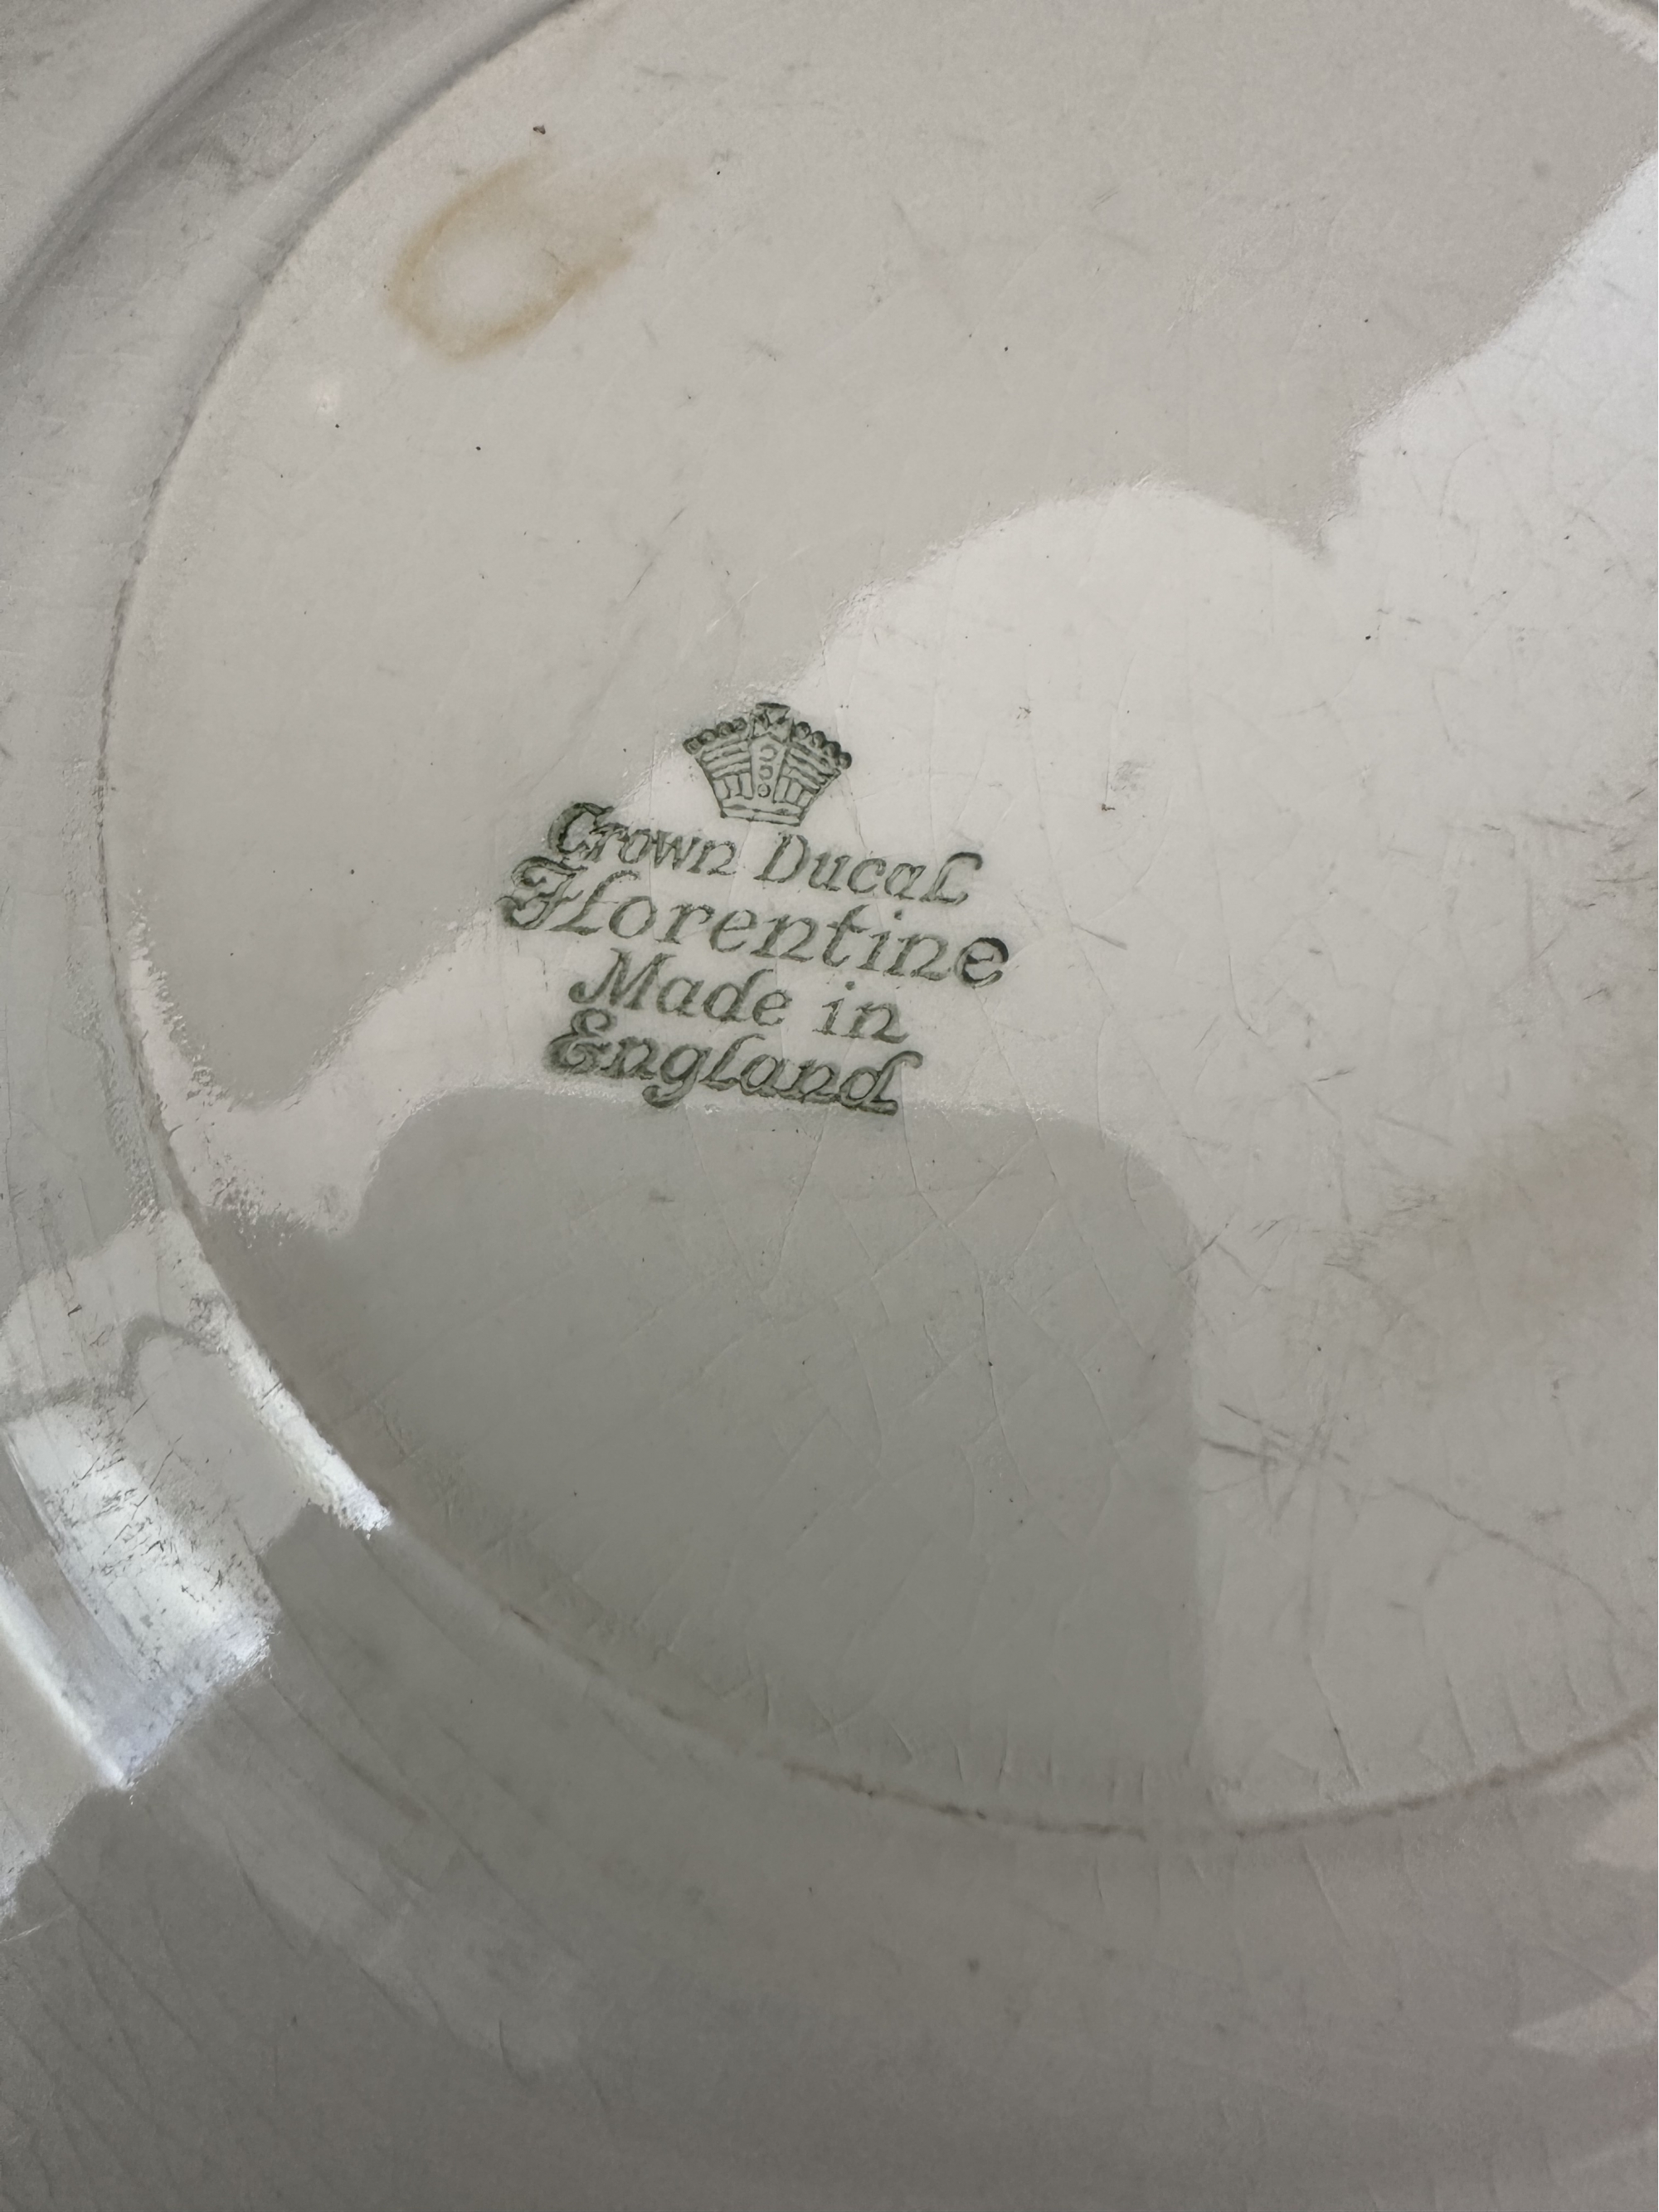 Crown Ducal
Florentine
Made in
England